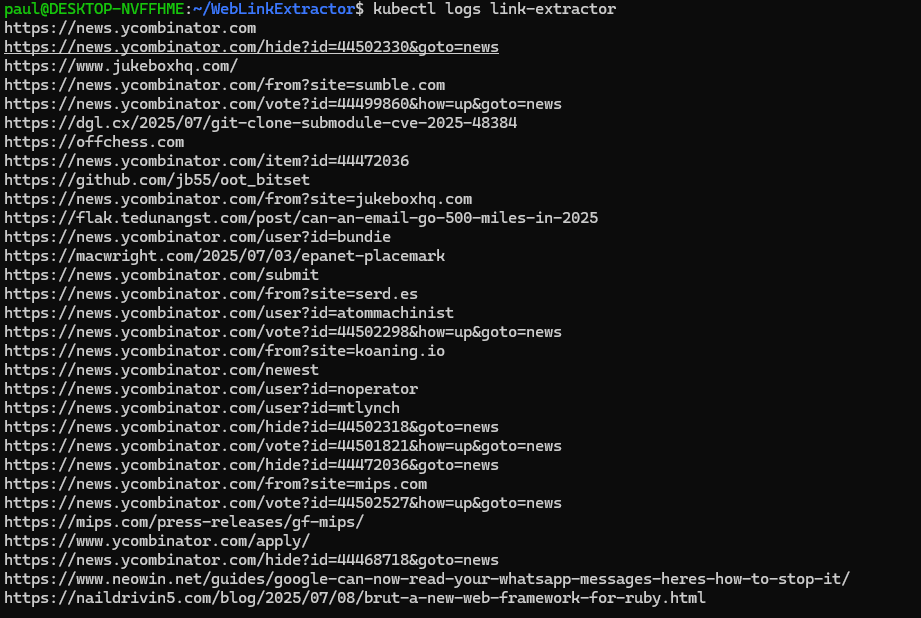 paul@DESKTOP-NVFFHME:~/WebLinkExtractor$ kubectl logs link-extractor
https://news.ycombinator.com
https://news.ycombinator.com/hide?id=44502330&goto=news
https://www.jukeboxhq.com/
https://news.ycombinator.com/from?site=sumble.com
https://news.ycombinator.com/vote?id=44499860&how=up&goto=news
https://dgl.cx/2025/07/git-clone-submodule-cve-2025-48384
https://offchess.com
https://news.ycombinator.com/item?id=44472036
https://github.com/jb55/oot_bitset
https://news.ycombinator.com/from?site=jukeboxhq.com
https://flak.tedunangst.com/post/can-an-email-go-500-miles-in-2025
https://news.ycombinator.com/user?id=bundie
https://macwright.com/2025/07/03/epanet-placemark
https://news.ycombinator.com/submit
https://news.ycombinator.com/from?site=serd.es
https://news.ycombinator.com/user?id=atommachinist
https://news.ycombinator.com/vote?id=44502298&how=up&goto=news
https://news.ycombinator.com/from?site=koaning.io
https://news.ycombinator.com/newest
https://news.ycombinator.com/user?id=noperator
https://news.ycombinator.com/user?id=mtlynch
https://news.ycombinator.com/hide?id=44502318&goto=news
https://news.ycombinator.com/vote?id=44501821&how=up&goto=news
https://news.ycombinator.com/hide?id=44472036&goto=news
https://news.ycombinator.com/from?site=mips.com
https://news.ycombinator.com/vote?id=44502527&how=up&goto=news
https://mips.com/press-releases/gf-mips/
https://www.ycombinator.com/apply/
https://news.ycombinator.com/hide?id=44468718&goto=news
https://www.neowin.net/guides/google-can-now-read-your-whatsapp-messages-heres-how-to-stop-it/
https://naildrivin5.com/blog/2025/07/08/brut-a-new-web-framework-for-ruby.html